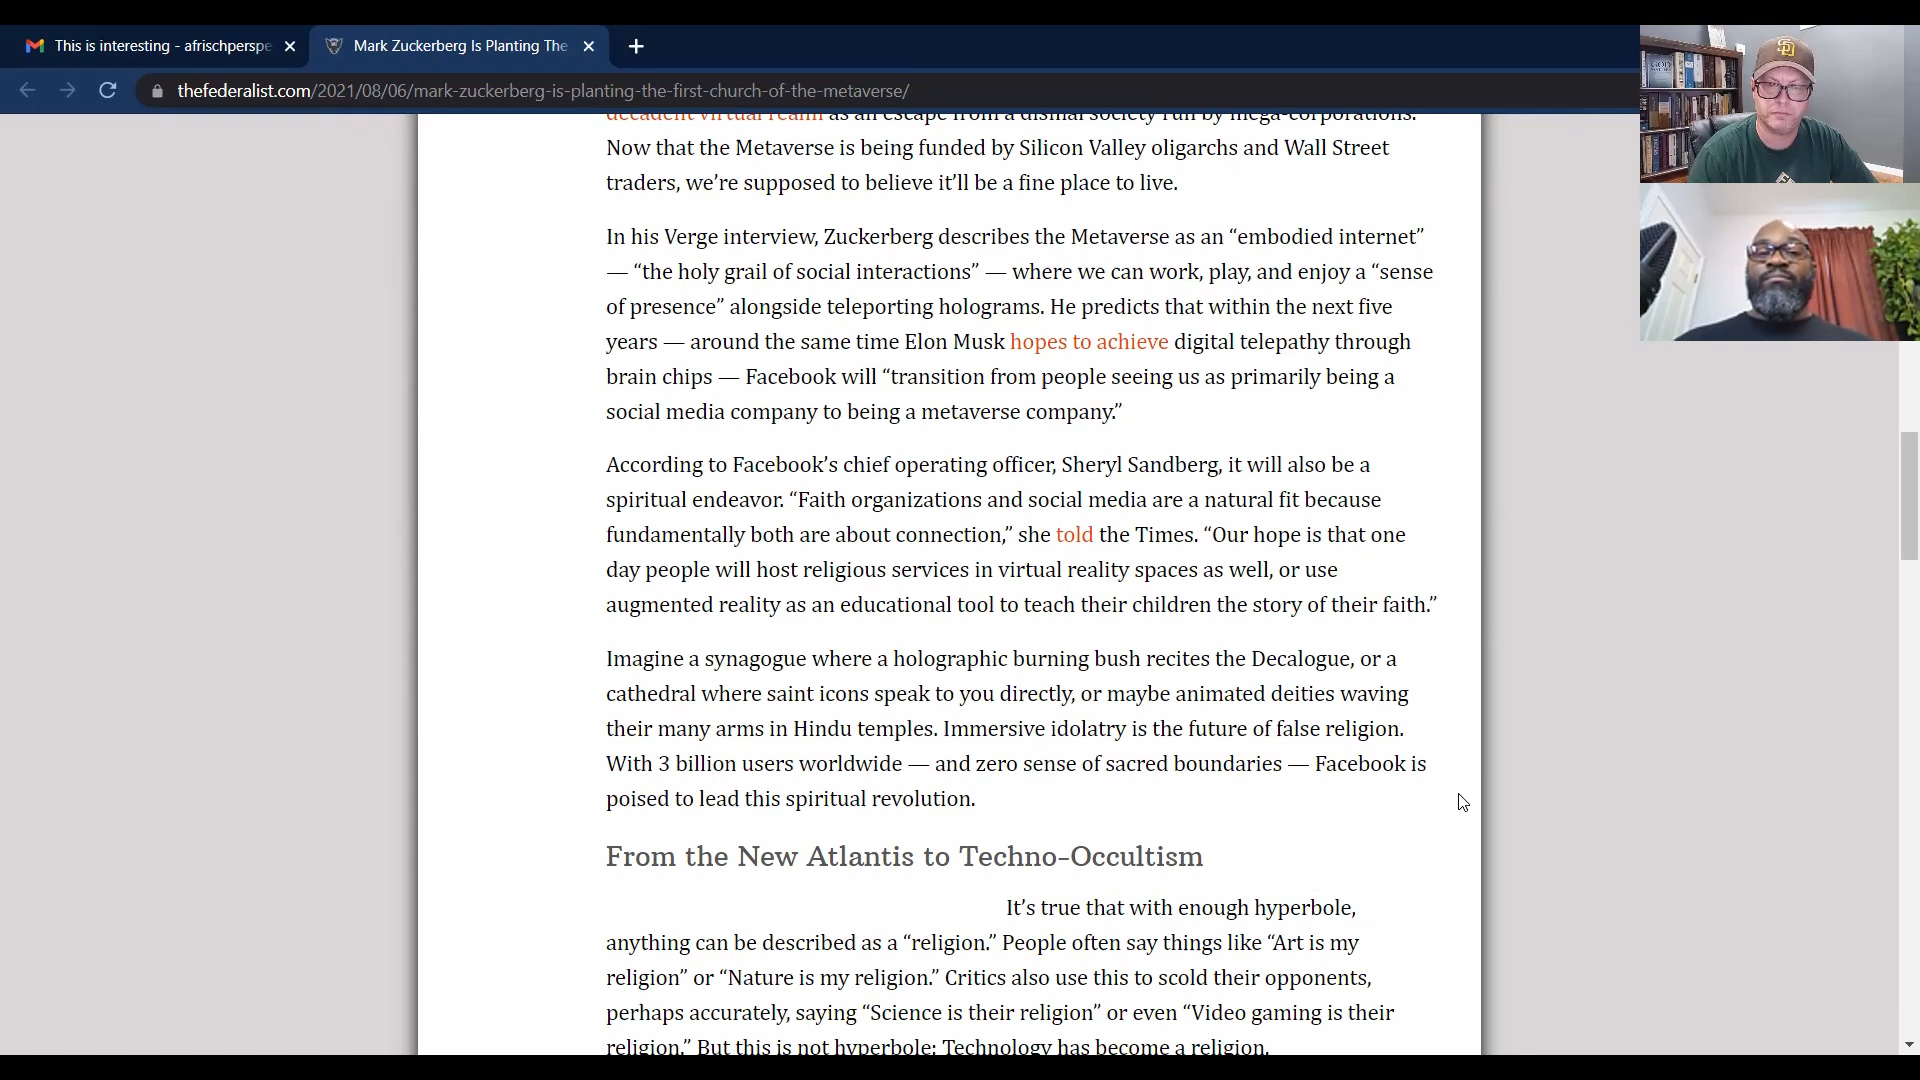 This is interesting - afrischperspe
Mark Zuckerberg Is Planting The
thefederalist.com/2021/08/06/mark-zuckerberg-is-planting-the-first-church-of-the-metaverse/
decadent virtual realm as an escape from a dismal society run by mega-corporations.
Now that the Metaverse is being funded by Silicon Valley oligarchs and Wall Street
traders, we’re supposed to believe it’ll be a fine place to live.
In his Verge interview, Zuckerberg describes the Metaverse as an “embodied internet”
— “the holy grail of social interactions” — where we can work, play, and enjoy a “sense
of presence” alongside teleporting holograms. He predicts that within the next five
years — around the same time Elon Musk hopes to achieve digital telepathy through
brain chips — Facebook will “transition from people seeing us as primarily being a
social media company to being a metaverse company.”
According to Facebook’s chief operating officer, Sheryl Sandberg, it will also be a
spiritual endeavor. “Faith organizations and social media are a natural fit because
fundamentally both are about connection,” she told the Times. “Our hope is that one
day people will host religious services in virtual reality spaces as well, or use
augmented reality as an educational tool to teach their children the story of their faith.”
Imagine a synagogue where a holographic burning bush recites the Decalogue, or a
cathedral where saint icons speak to you directly, or maybe animated deities waving
their many arms in Hindu temples. Immersive idolatry is the future of false religion.
With 3 billion users worldwide — and zero sense of sacred boundaries — Facebook is
poised to lead this spiritual revolution.
From the New Atlantis to Techno-Occultism
It’s true that with enough hyperbole,
anything can be described as a “religion.” People often say things like “Art is my
religion” or “Nature is my religion.” Critics also use this to scold their opponents,
perhaps accurately, saying “Science is their religion” or even “Video gaming is their
religion.” But this is not hyperbole: Technology has become a religion.
SD